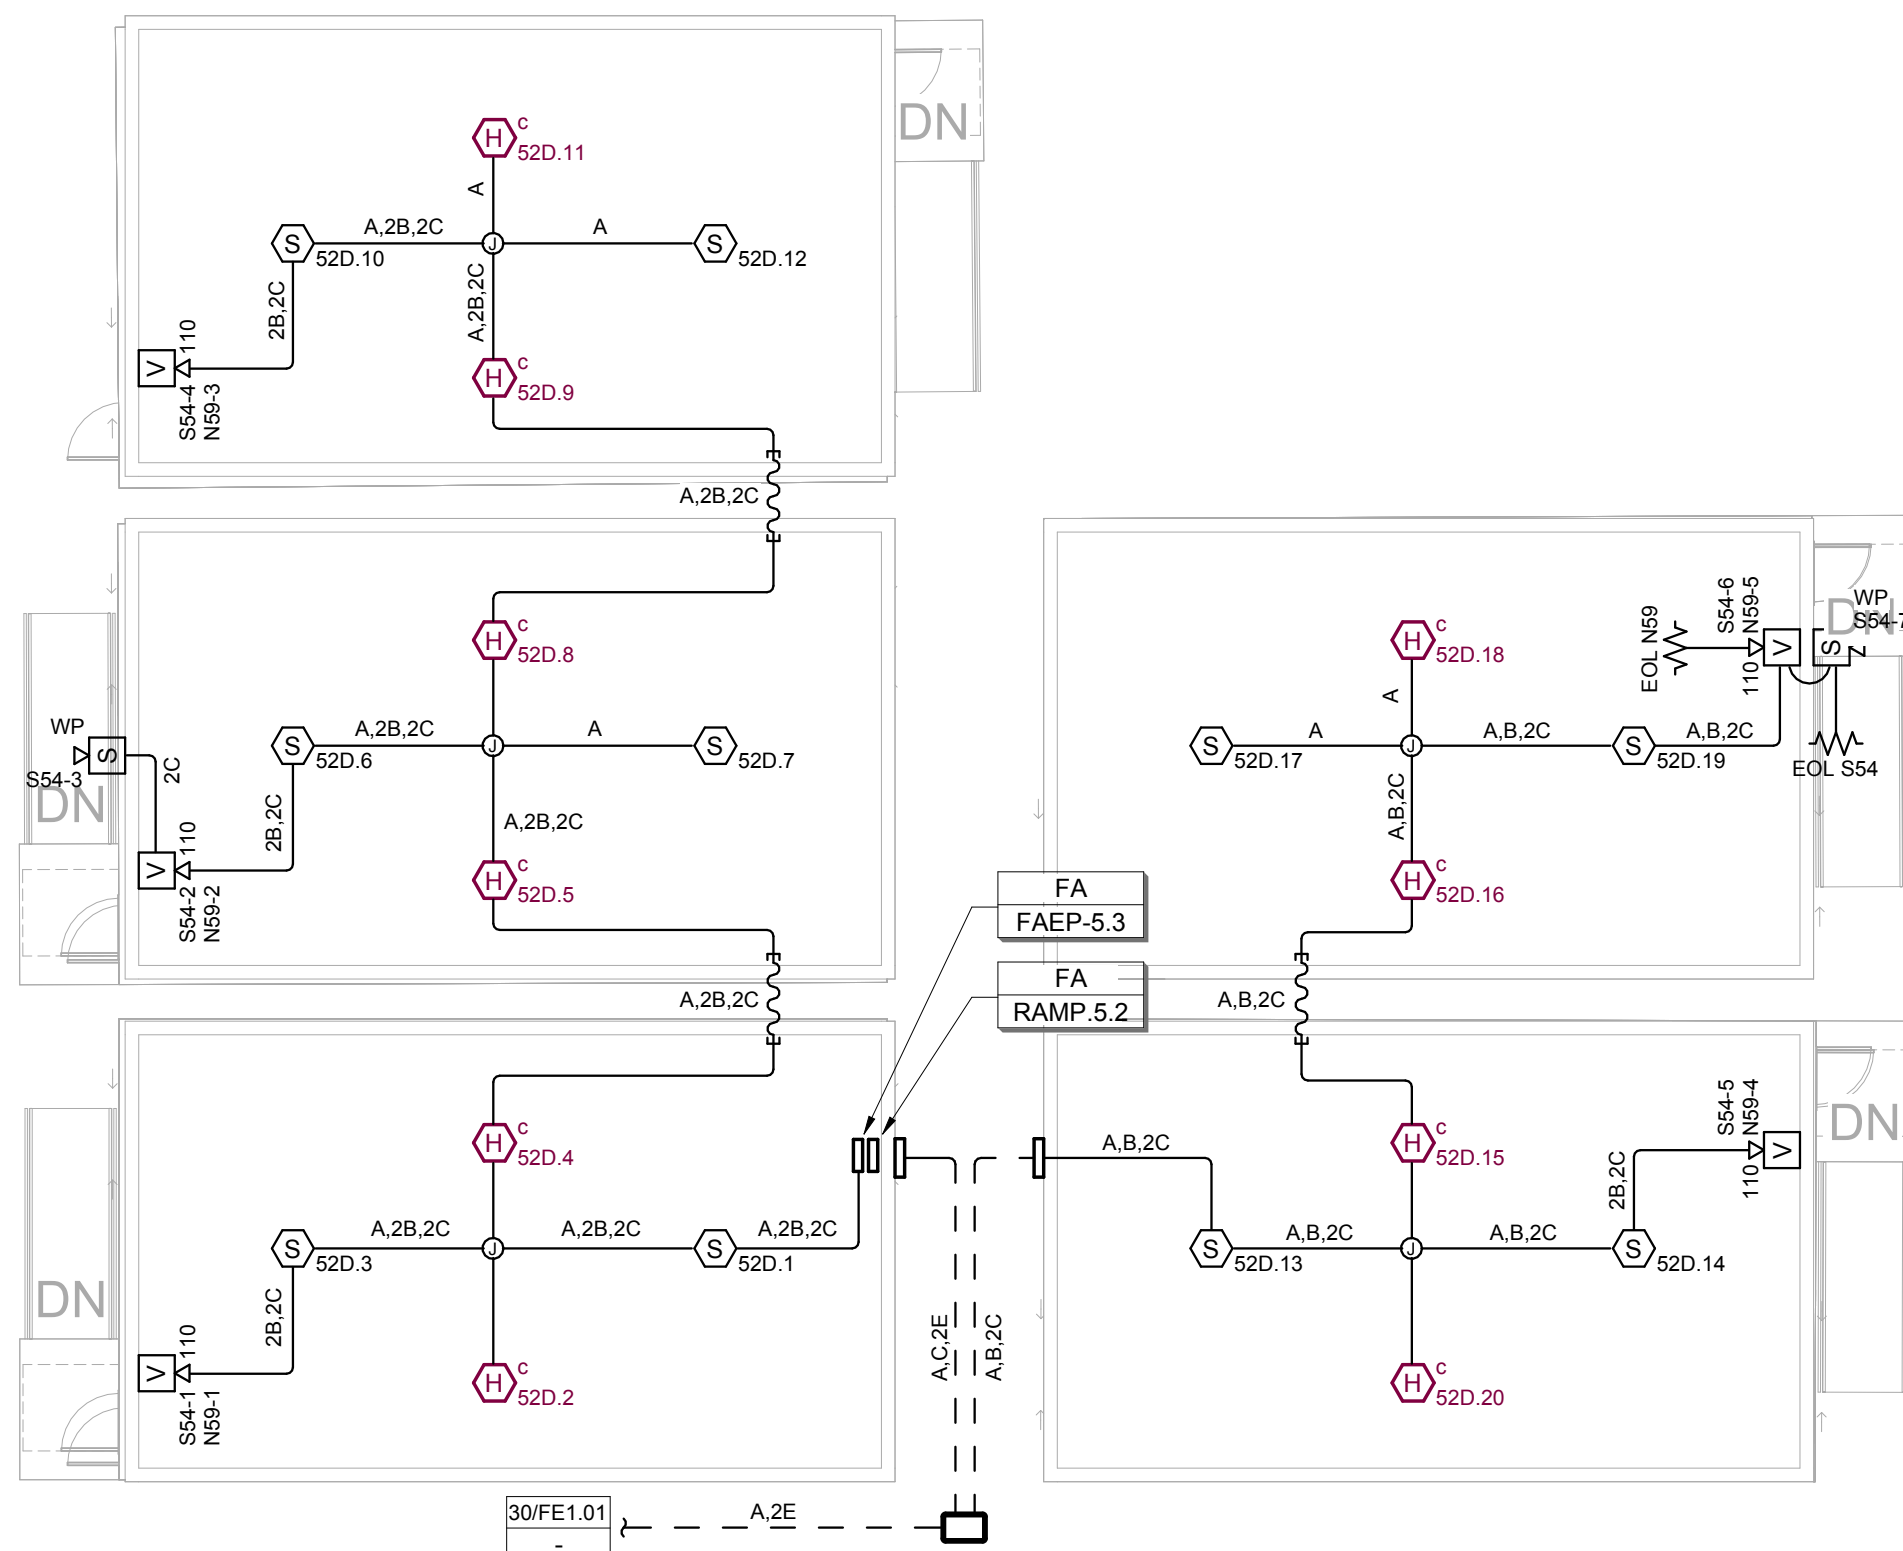 DN
H c
52D.11
A
A,2B,2C
J
A
S
52D.10
S
52D.12
2B,2C
A,2B,2C
V
110
S54-4
N59-3
H c
52D.9
A,2B,2C
H c
52D.8
WP
S
S54-3
DN
2C
S
52D.6
A,2B,2C
J
A
S
52D.7
2B,2C
A,2B,2C
V
110
S54-2
N59-2
H c
52D.5
A,2B,2C
H c
52D.18
A
EOL N59
S54-6
N59-5
110
V
S
Z
DN
WP
S54-7
S
52D.17
A
J
A,B,2C
S
52D.19
A,B,2C
EOL S54
A,B,2C
H c
52D.16
A,B,2C
FA
FAEP-5.3
FA
RAMP.5.2
H c
52D.4
DN
S
52D.3
A,2B,2C
J
A,2B,2C
S
52D.1
A,2B,2C
2B,2C
V
110
S54-1
N59-1
H c
52D.2
A,C,2E
A,B,2C
A,B,2C
H c
52D.15
S54-5
N59-4
110
V
DN
2B,2C
S
52D.13
A,B,2C
J
A,B,2C
S
52D.14
H c
52D.20
30/FE1.01
-
A,2E